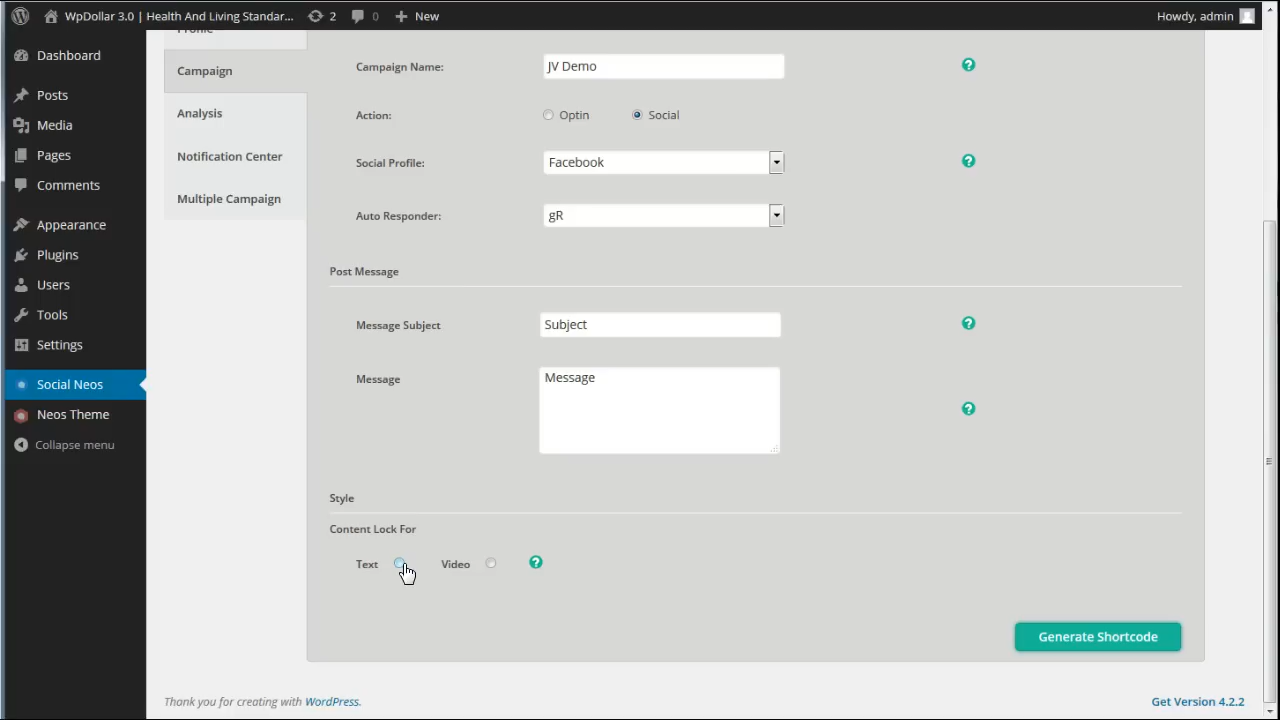 WpDollar 3.0 | Health And Living Standar... 2 0 New Howdy, admin
Dashboard
Posts
Media
Pages
Comments
Appearance
Plugins
Users
Tools
Settings
Social Neos
Neos Theme
Collapse menu
Profile
Campaign
Analysis
Notification Center
Multiple Campaign
Campaign Name: JV Demo ?
Action: Optin Social
Social Profile: Facebook ?
Auto Responder: gR
Post Message
Message Subject Subject ?
Message Message ?
Style
Content Lock For
Text Video ?
Generate Shortcode
Thank you for creating with WordPress. Get Version 4.2.2